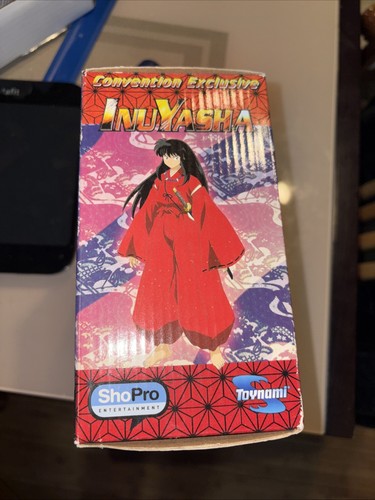 Convention Exclusive
INUYASHA
ShoPro
ENTERTAINMENT
S
Toynami